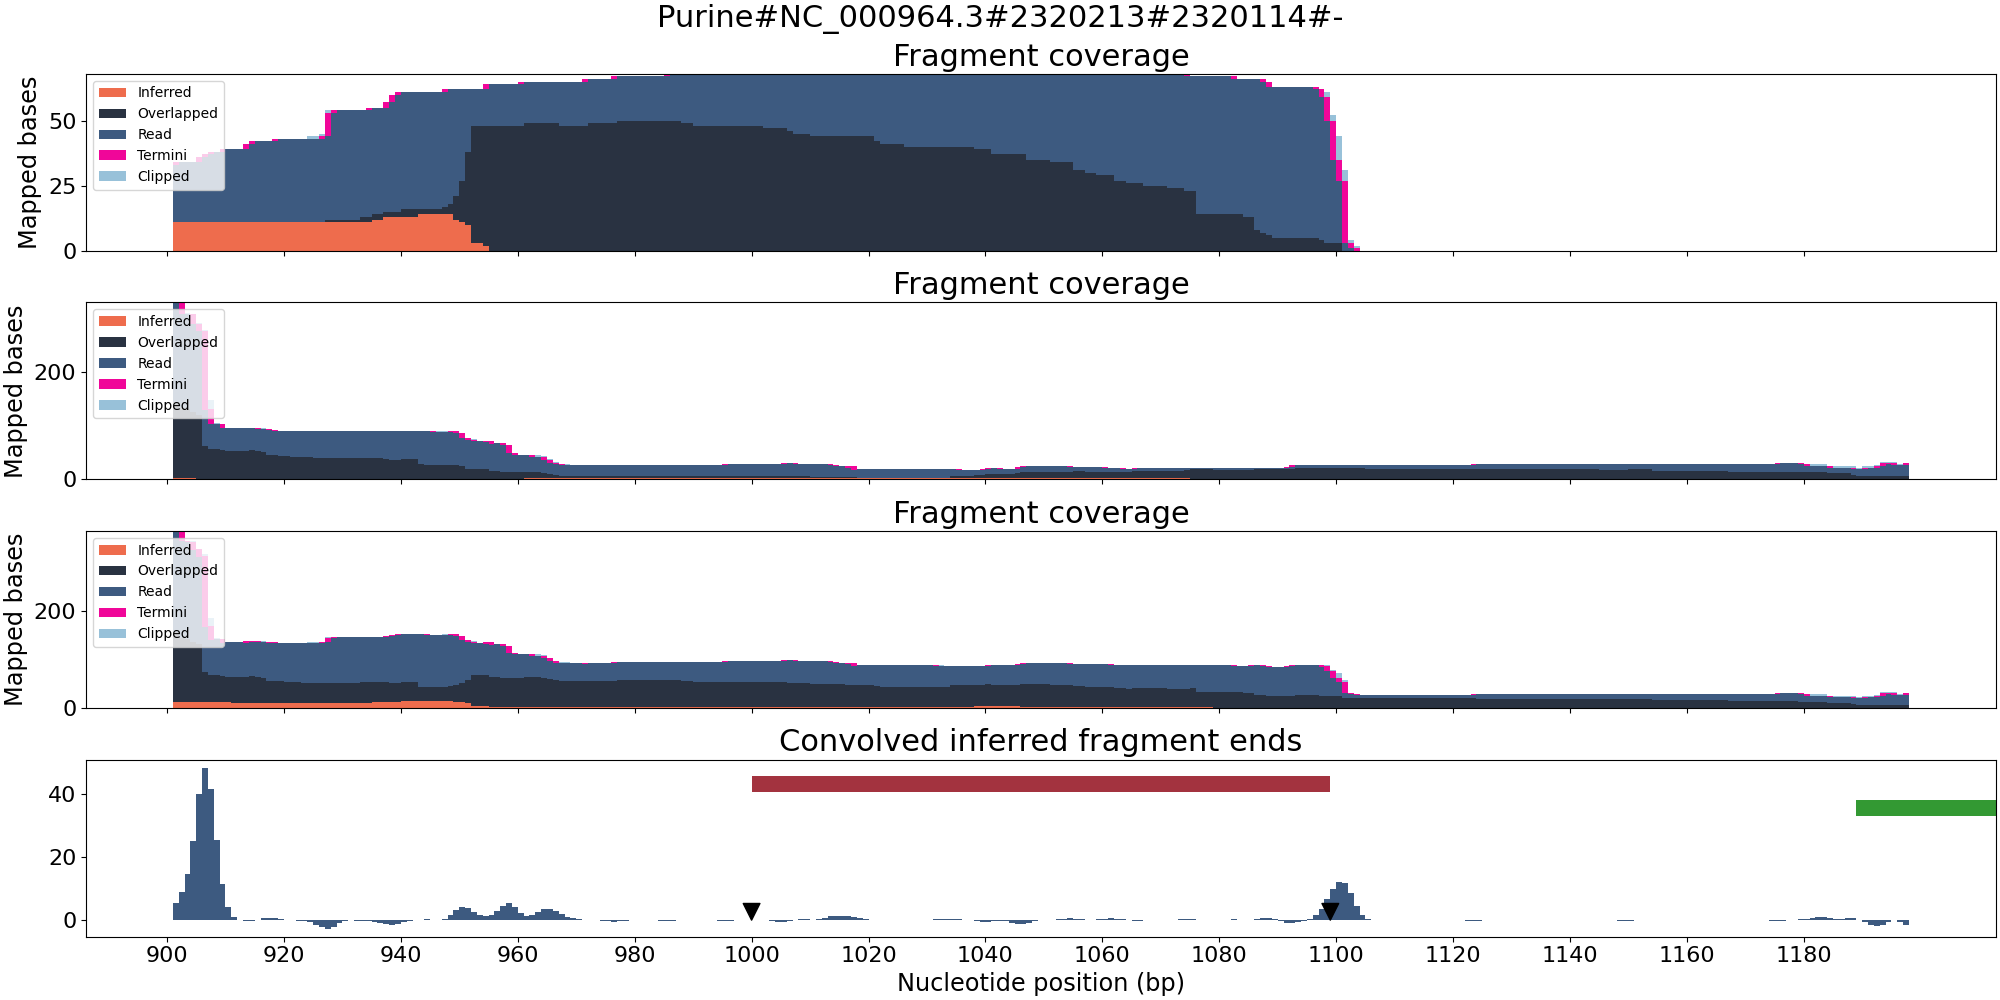 Purine#NC_000964.3#2320213#2320114#-
Fragment coverage
Mapped bases
50
25
0
Inferred
Overlapped
Read
Termini
Clipped
Fragment coverage
Mapped bases
200
0
Inferred
Overlapped
Read
Termini
Clipped
Fragment coverage
Mapped bases
200
0
Inferred
Overlapped
Read
Termini
Clipped
Convolved inferred fragment ends
40
20
0
900 920 940 960 980 1000 1020 1040 1060 1080 1100 1120 1140 1160 1180
Nucleotide position (bp)